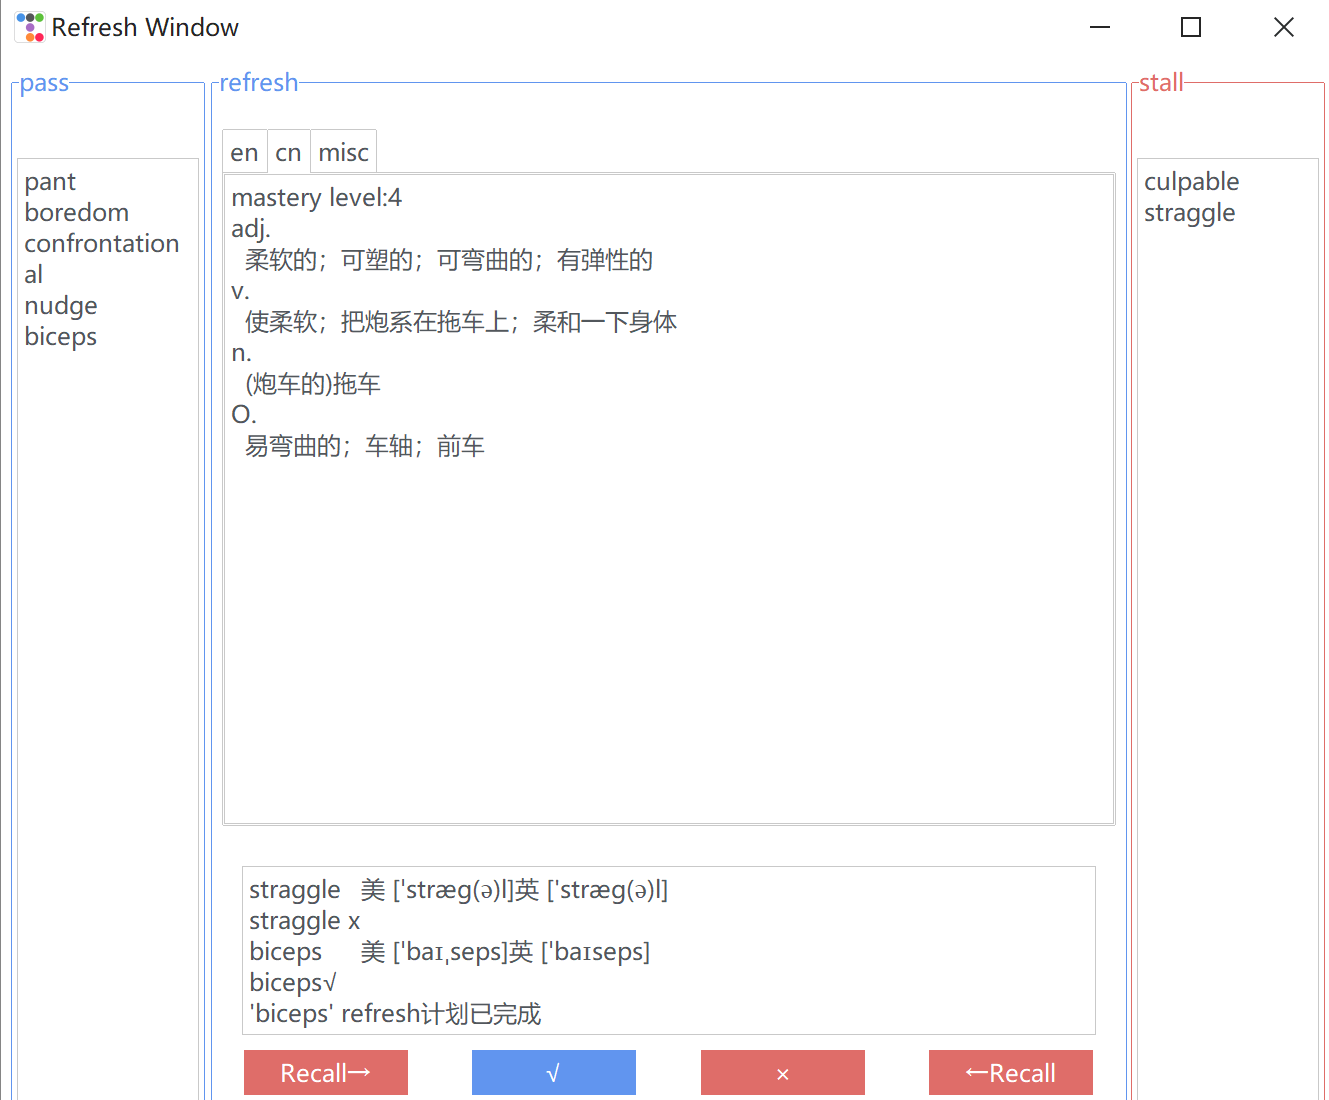 Refresh Window
pass
refresh
stall
pant
boredom
confrontation
al
nudge
biceps
en cn misc
mastery level:4
adj.
柔软的；可塑的；可弯曲的；有弹性的
v.
使柔软；把炮系在拖车上；柔和一下身体
n.
(炮车的)拖车
O.
易弯曲的；车轴；前车
culpable
straggle
straggle 美 ['stræg(ə)l]英 ['stræg(ə)l]
straggle x
biceps 美 ['baɪˌseps]英 ['baɪseps]
biceps√
'biceps' refresh计划已完成
Recall→ √ × ←Recall